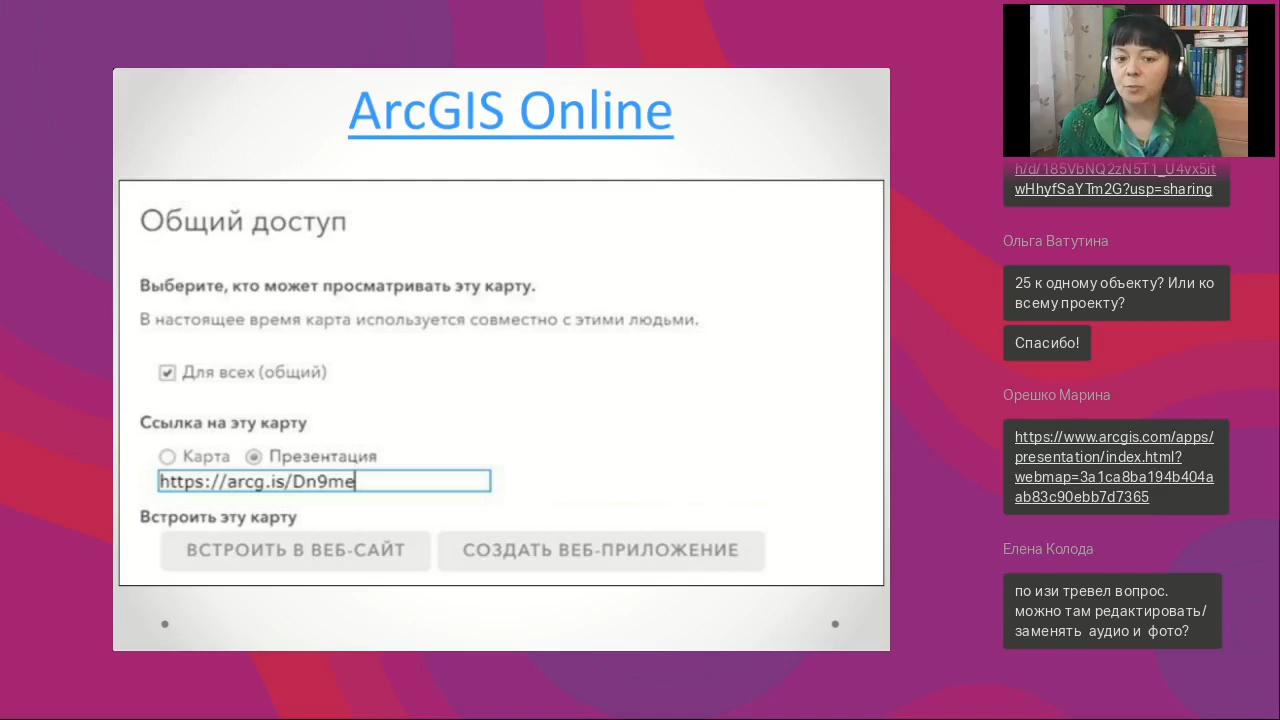 ArcGIS Online
Общий доступ
Выберите, кто может просматривать эту карту.
В настоящее время карта используется совместно с этими людьми.
Для всех (общий)
Ссылка на эту карту
Карта Презентация
https://arcg.is/Dn9me
Встроить эту карту
ВСТРОИТЬ В ВЕБ-САЙТ СОЗДАТЬ ВЕБ-ПРИЛОЖЕНИЕ
h/d/185VbNQ2zN5T1_U4vx5it
wHhyfSaYTm2G?usp=sharing
Ольга Ватутина
25 к одному объекту? Или ко
всему проекту?
Спасибо!
Орешко Марина
https://www.arcgis.com/apps/
presentation/index.html?
webmap=3a1ca8ba194b404a
ab83c90ebb7d7365
Елена Колода
по изи тревел вопрос.
можно там редактировать/
заменять аудио и фото?